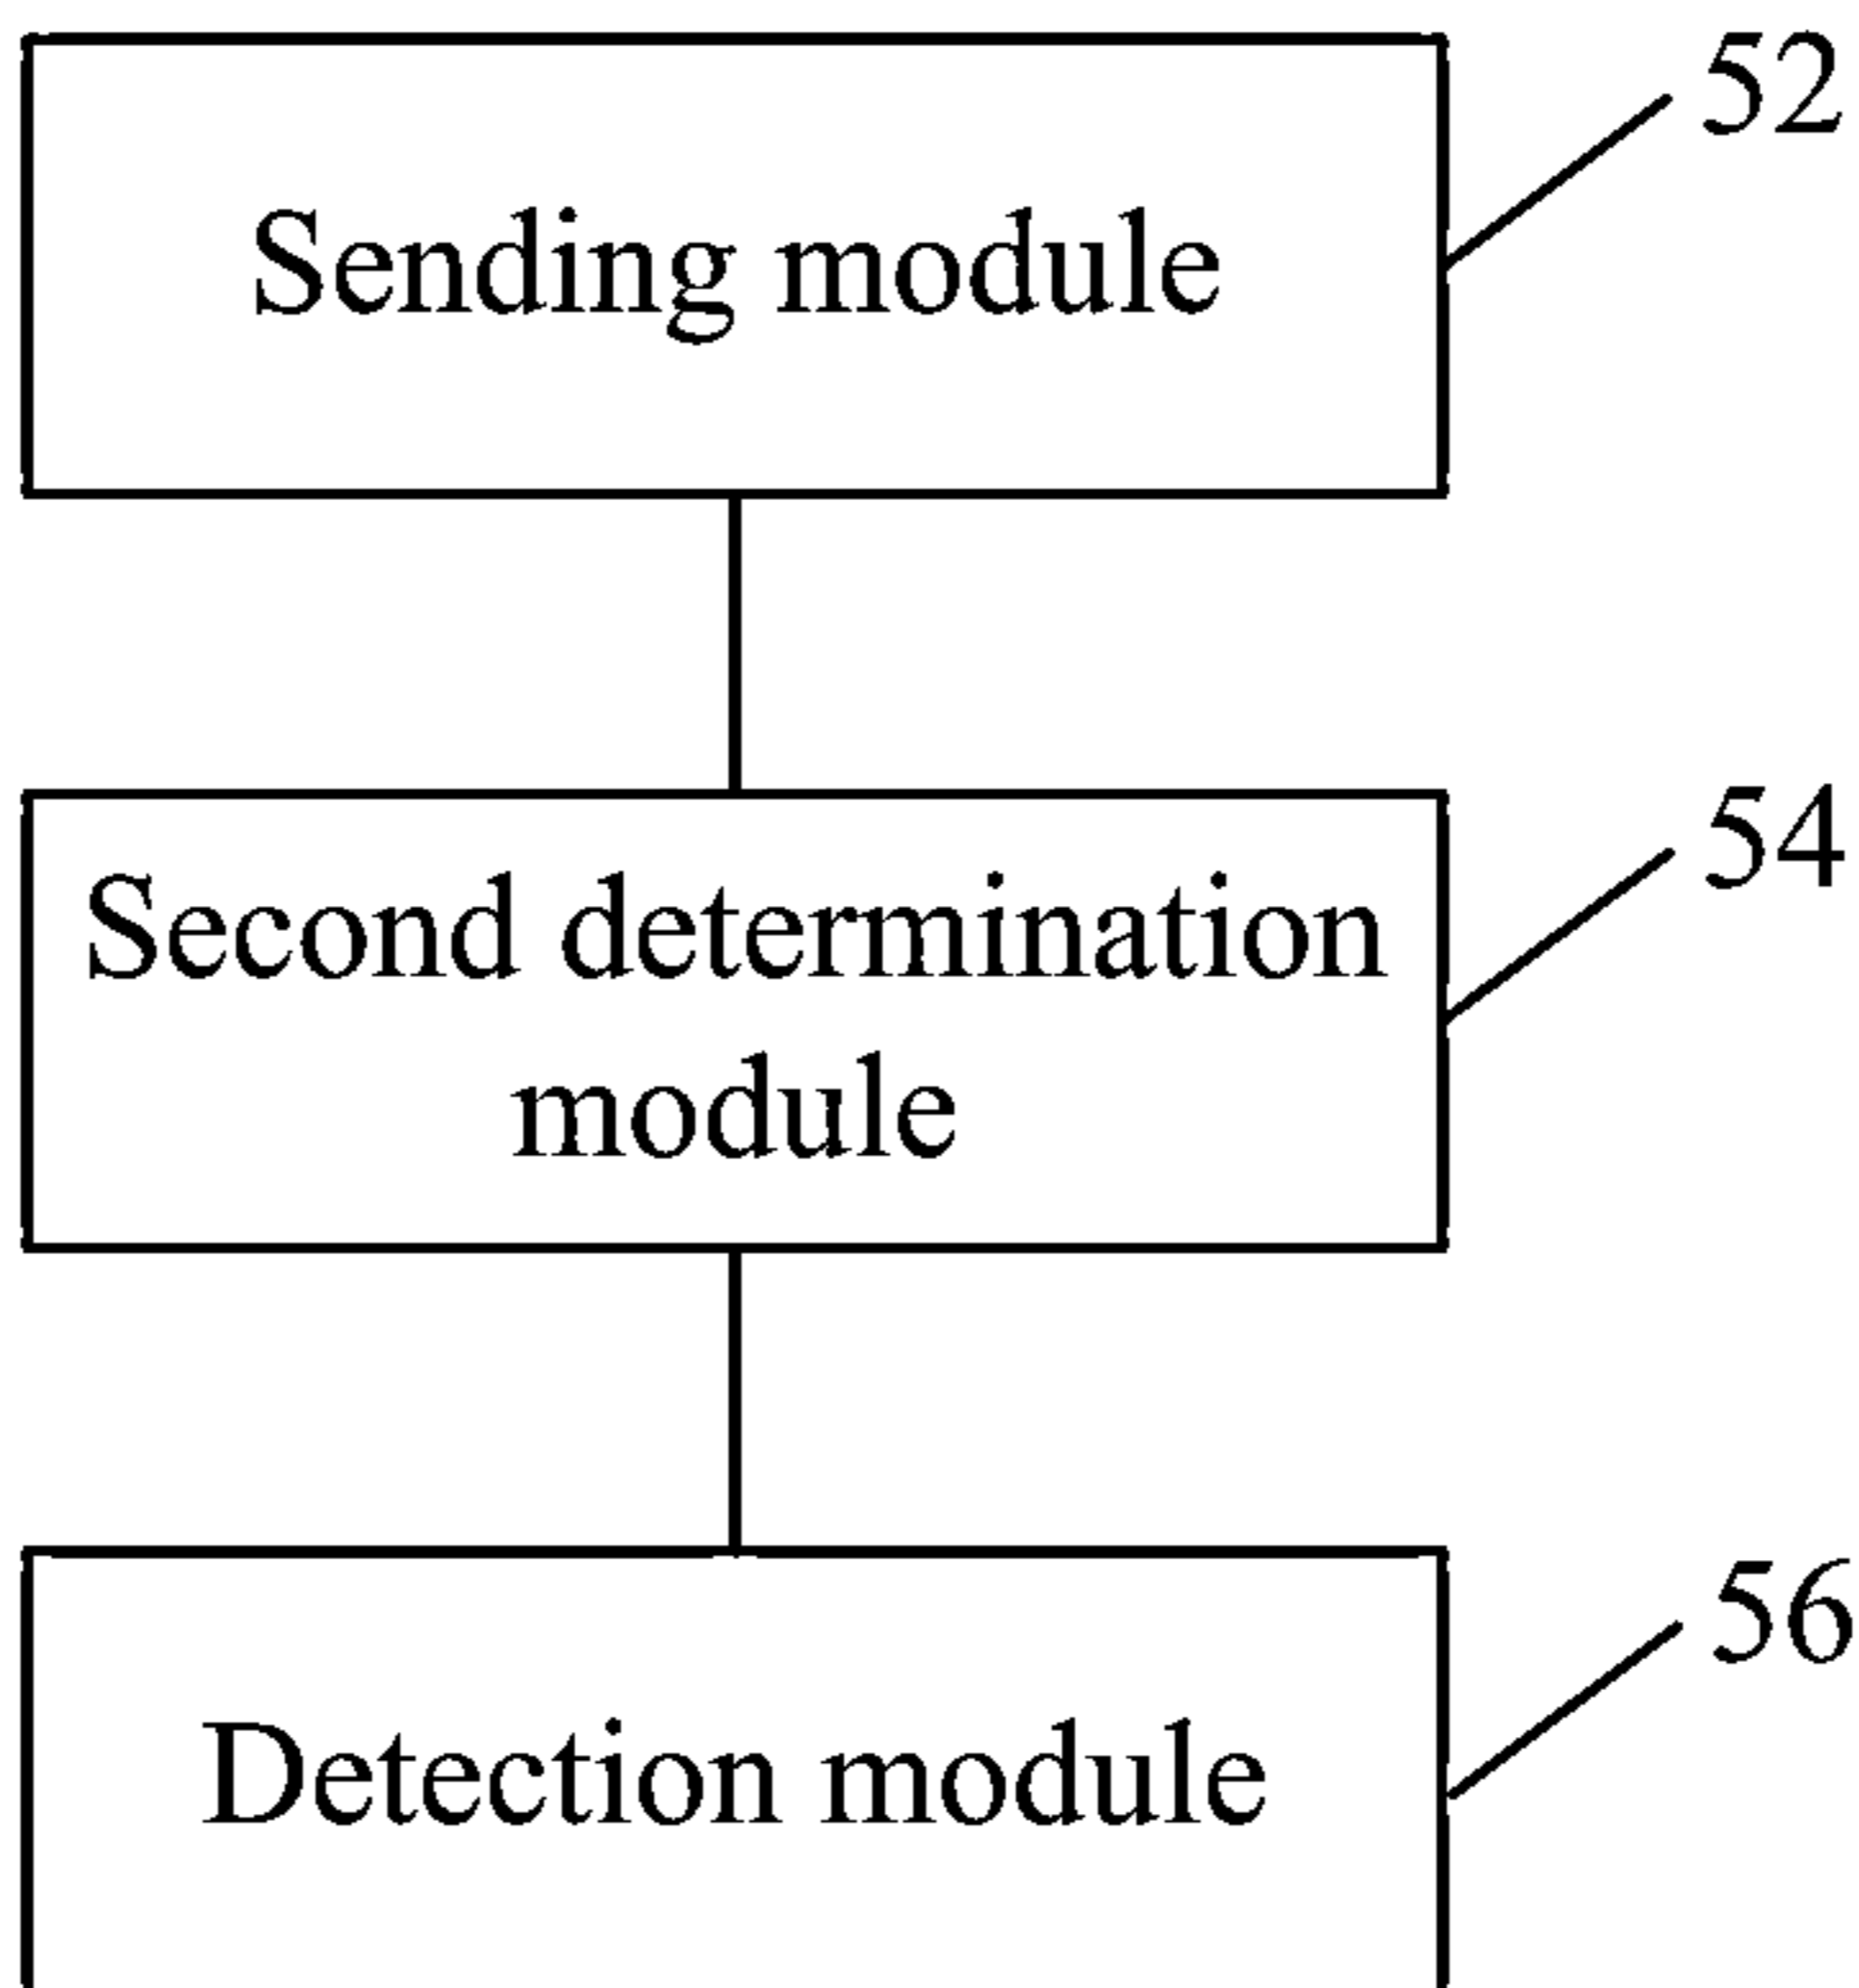 52
Sending module
54
Second determination
module
56
Detection module